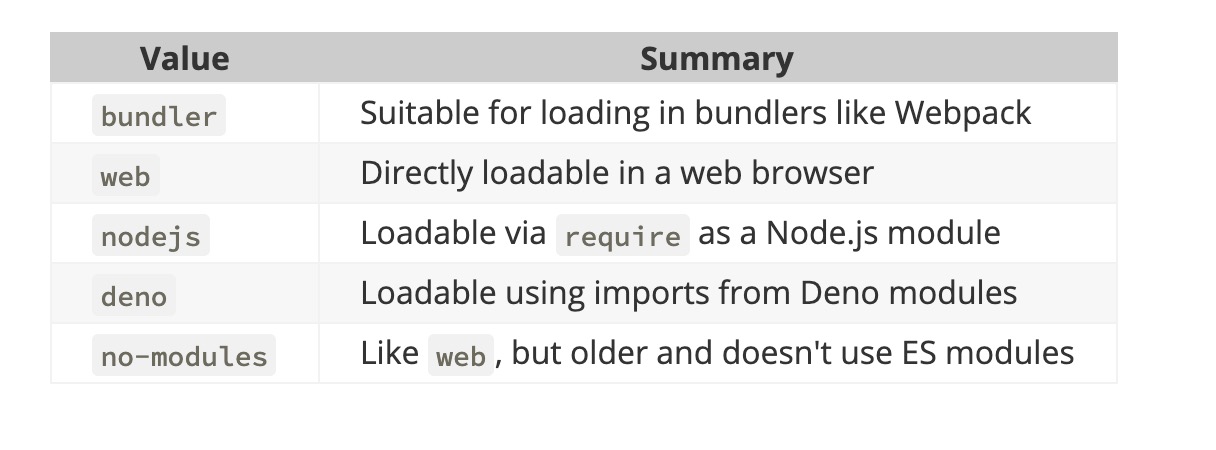 Value Summary
bundler Suitable for loading in bundlers like Webpack
web Directly loadable in a web browser
nodejs Loadable via require as a Node.js module
deno Loadable using imports from Deno modules
no-modules Like web, but older and doesn't use ES modules